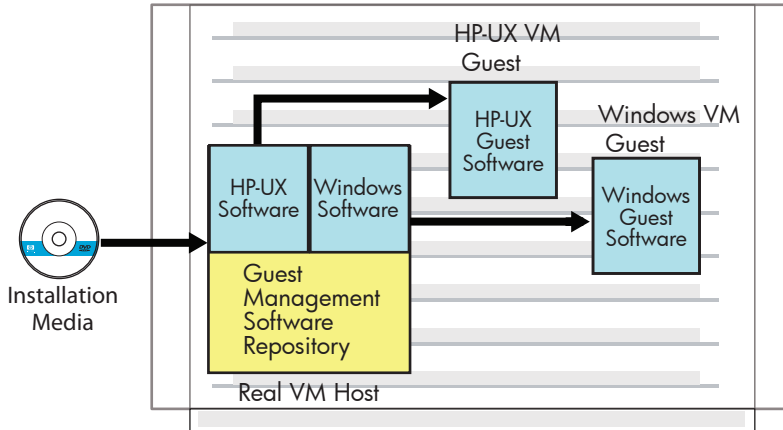 HP-UX VM
Guest
HP-UX
Guest
Software
Windows VM
Guest
Windows
Guest
Software
HP-UX
Software
Windows
Software
Guest
Management
Software
Repository
Real VM Host
Installation
Media